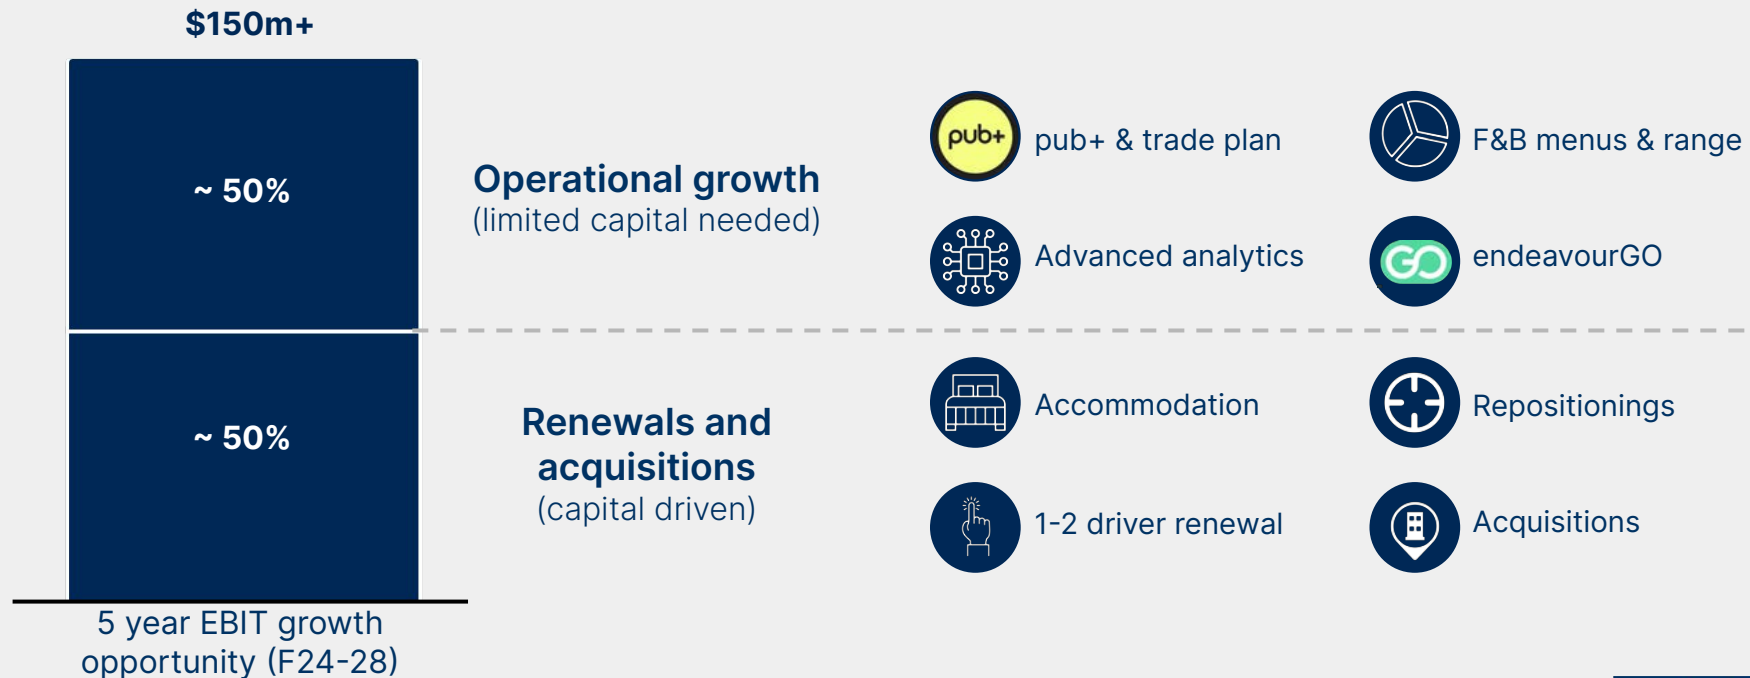 $150m+
~ 50%
~ 50%
5 year EBIT growth
opportunity (F24-28)
Operational growth
(limited capital needed)
pub+
pub+ & trade plan
F&B menus & range
Advanced analytics
GO
endeavourGO
Renewals and
acquisitions
(capital driven)
Accommodation
Repositionings
1-2 driver renewal
Acquisitions